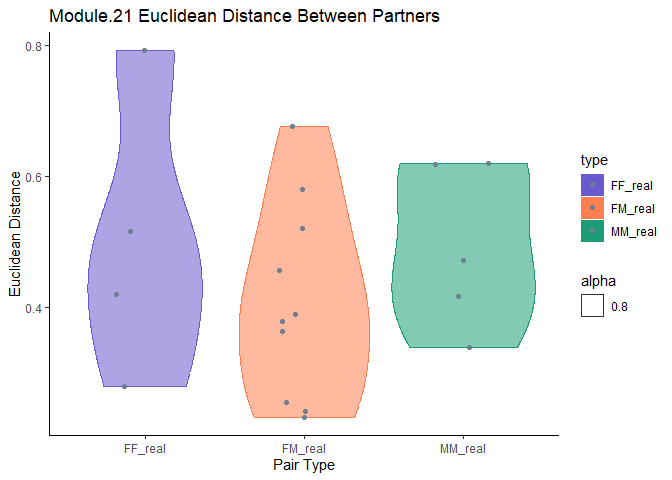 Module.21 Euclidean Distance Between Partners
Euclidean Distance
0.8
0.6
0.4
FF_real
FM_real
MM_real
Pair Type
type
FF_real
FM_real
MM_real
alpha
0.8